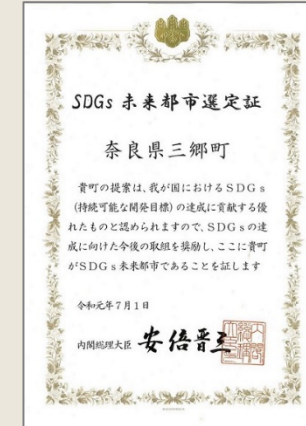 SDGs 未来都市選定証
奈良県三郷町
貴町の提案は、我が国におけるSDGs
(持続可能な開発目標)の達成に貢献する優
れたものと認められますので、SDGsの達
成に向けた今後の取組を奨励し、ここに貴町
がSDGs未来都市であることを証します
令和元年7月1日
内閣総理大臣 安倍晋三